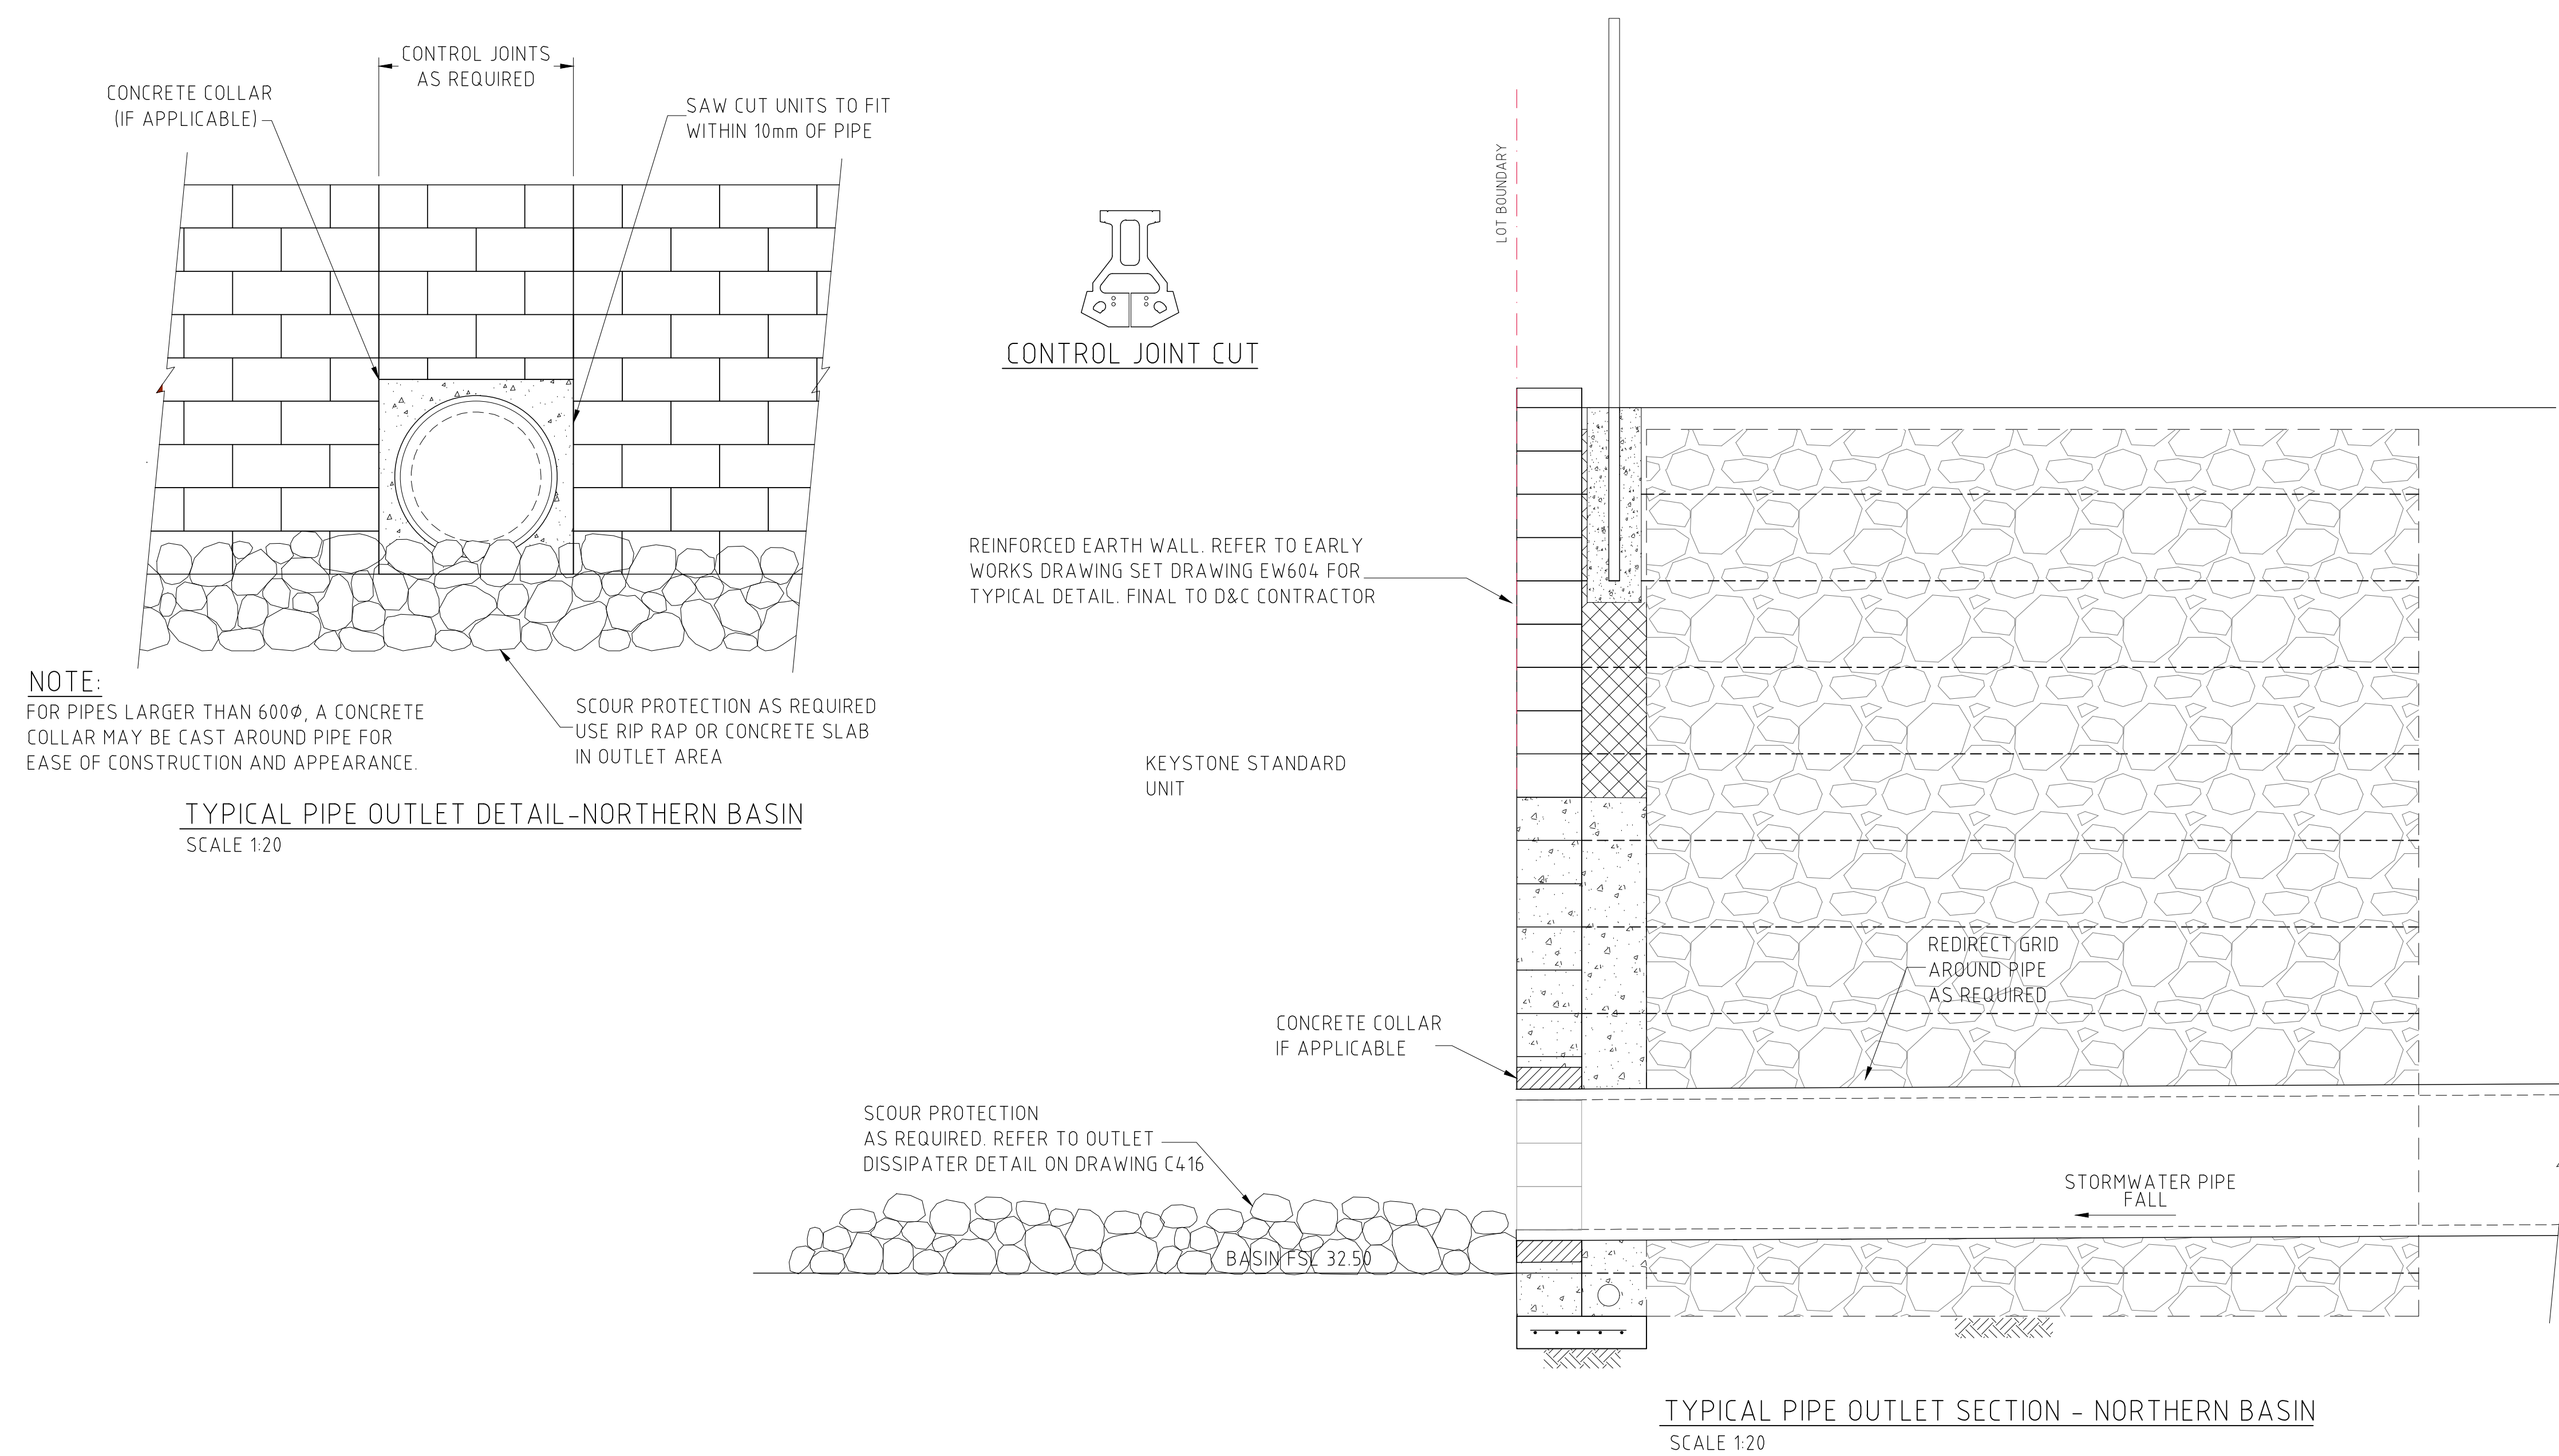 CONTROL JOINTS
AS REQUIRED
CONCRETE COLLAR
(IF APPLICABLE)
SAW CUT UNITS TO FIT
WITHIN 10mm OF PIPE
CONTROL JOINT CUT
LOT BOUNDARY
REINFORCED EARTH WALL. REFER TO EARLY
WORKS DRAWING SET DRAWING EW604 FOR
TYPICAL DETAIL. FINAL TO D&C CONTRACTOR
NOTE:
FOR PIPES LARGER THAN 600Ø, A CONCRETE
COLLAR MAY BE CAST AROUND PIPE FOR
EASE OF CONSTRUCTION AND APPEARANCE.
SCOUR PROTECTION AS REQUIRED
USE RIP RAP OR CONCRETE SLAB
IN OUTLET AREA
TYPICAL PIPE OUTLET DETAIL-NORTHERN BASIN
SCALE 1:20
KEYSTONE STANDARD
UNIT
REDIRECT GRID
AROUND PIPE
AS REQUIRED
CONCRETE COLLAR
IF APPLICABLE
SCOUR PROTECTION
AS REQUIRED. REFER TO OUTLET
DISSIPATER DETAIL ON DRAWING C416
STORMWATER PIPE
FALL
BASIN FSL 32.50
TYPICAL PIPE OUTLET SECTION - NORTHERN BASIN
SCALE 1:20